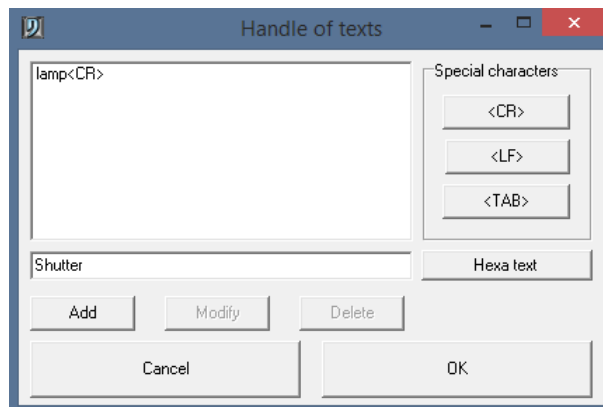 Handle of texts
lamp<CR>
Special characters
<CR>
<LF>
<TAB>
Shutter
Hexa text
Add
Modify
Delete
Cancel
OK